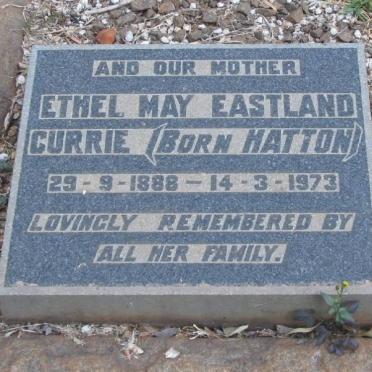 AND OUR MOTHER
ETHEL MAY EASTLAND
CURRIE (BORN HATTON)
29-9-1888 - 14-3-1973
LOVINGLY REMEMBERED BY
ALL HER FAMILY.